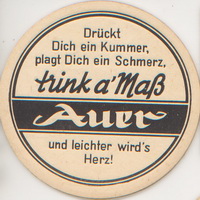 Drückt
Dich ein Kummer,
plagt Dich ein Schmerz,
trink a' Maß
Auer
und leichter wird's
Herz!